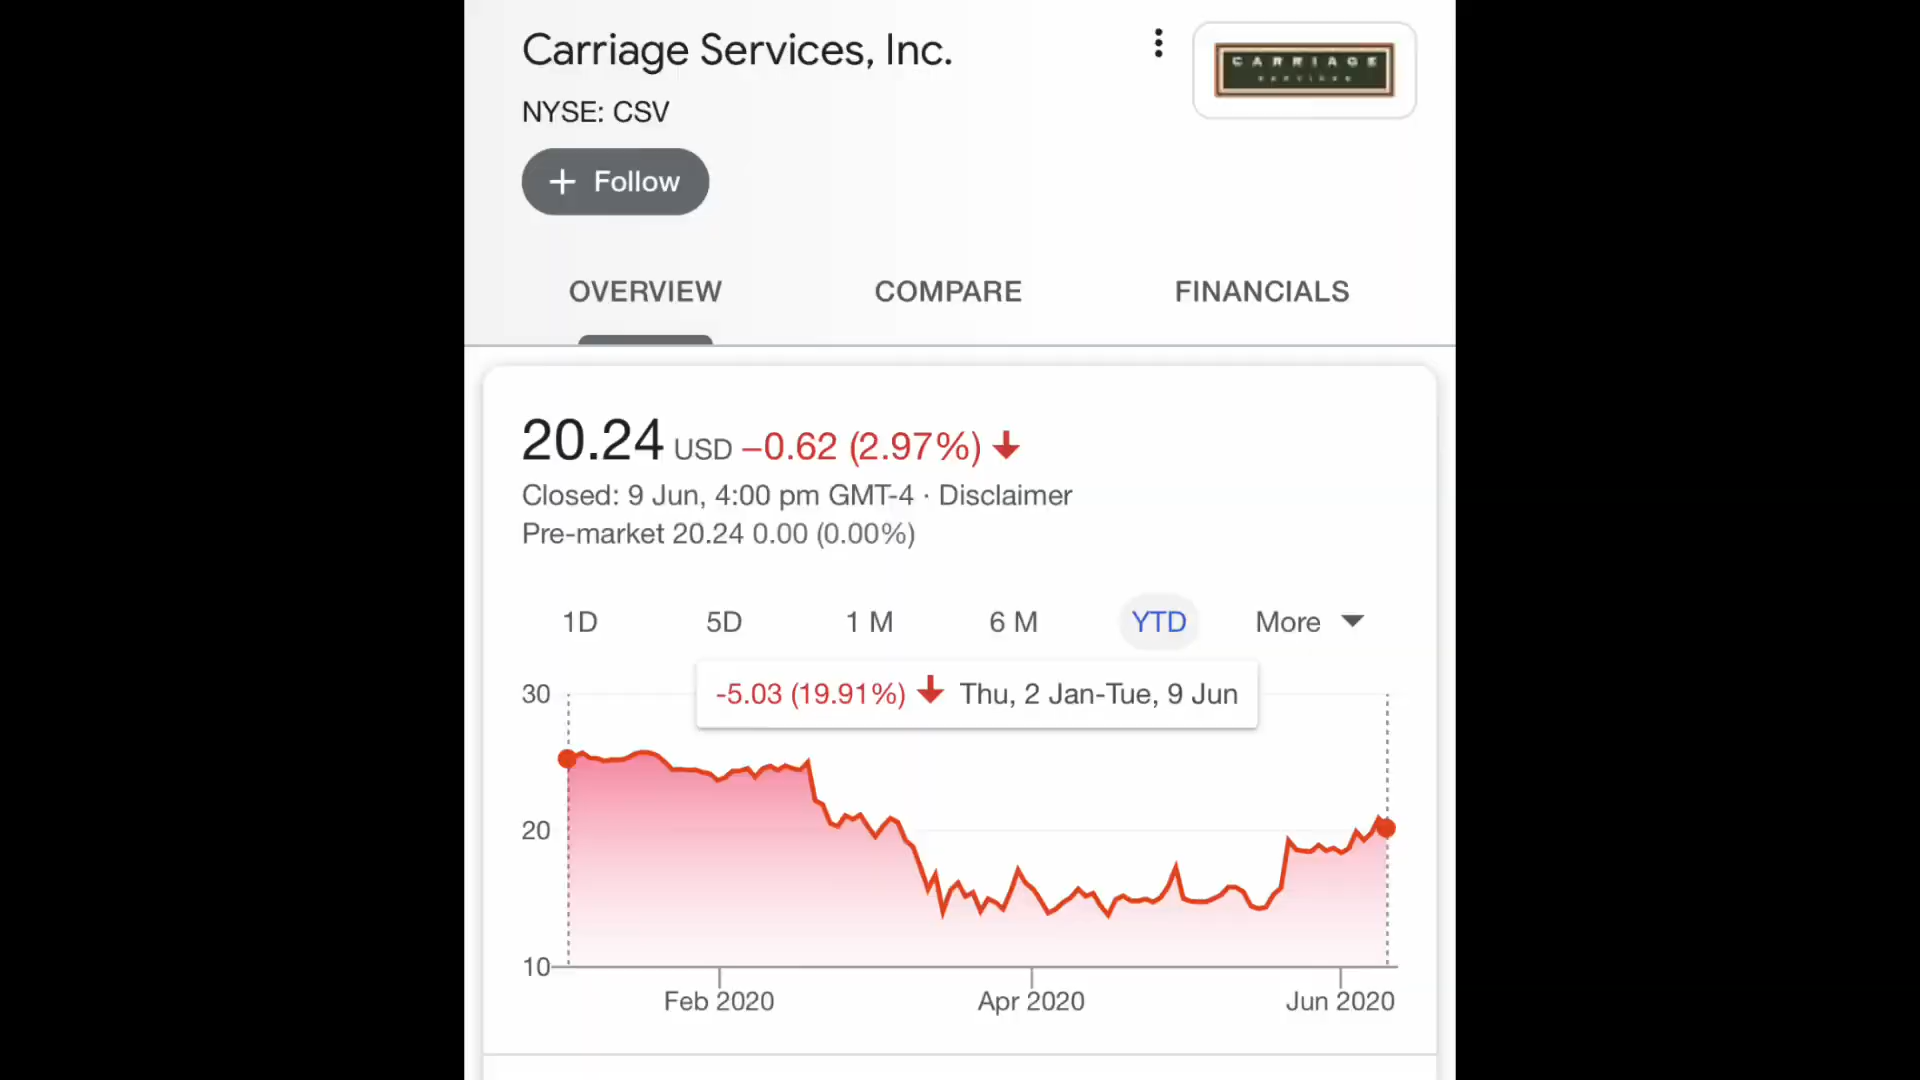 Carriage Services, Inc.
CARRIAGE
SERVICES
NYSE: CSV
+ Follow
OVERVIEW COMPARE FINANCIALS
20.24 USD −0.62 (2.97%)
Closed: 9 Jun, 4:00 pm GMT-4 · Disclaimer
Pre-market 20.24 0.00 (0.00%)
1D 5D 1 M 6 M YTD More
-5.03 (19.91%) Thu, 2 Jan-Tue, 9 Jun
30
20
10
Feb 2020 Apr 2020 Jun 2020